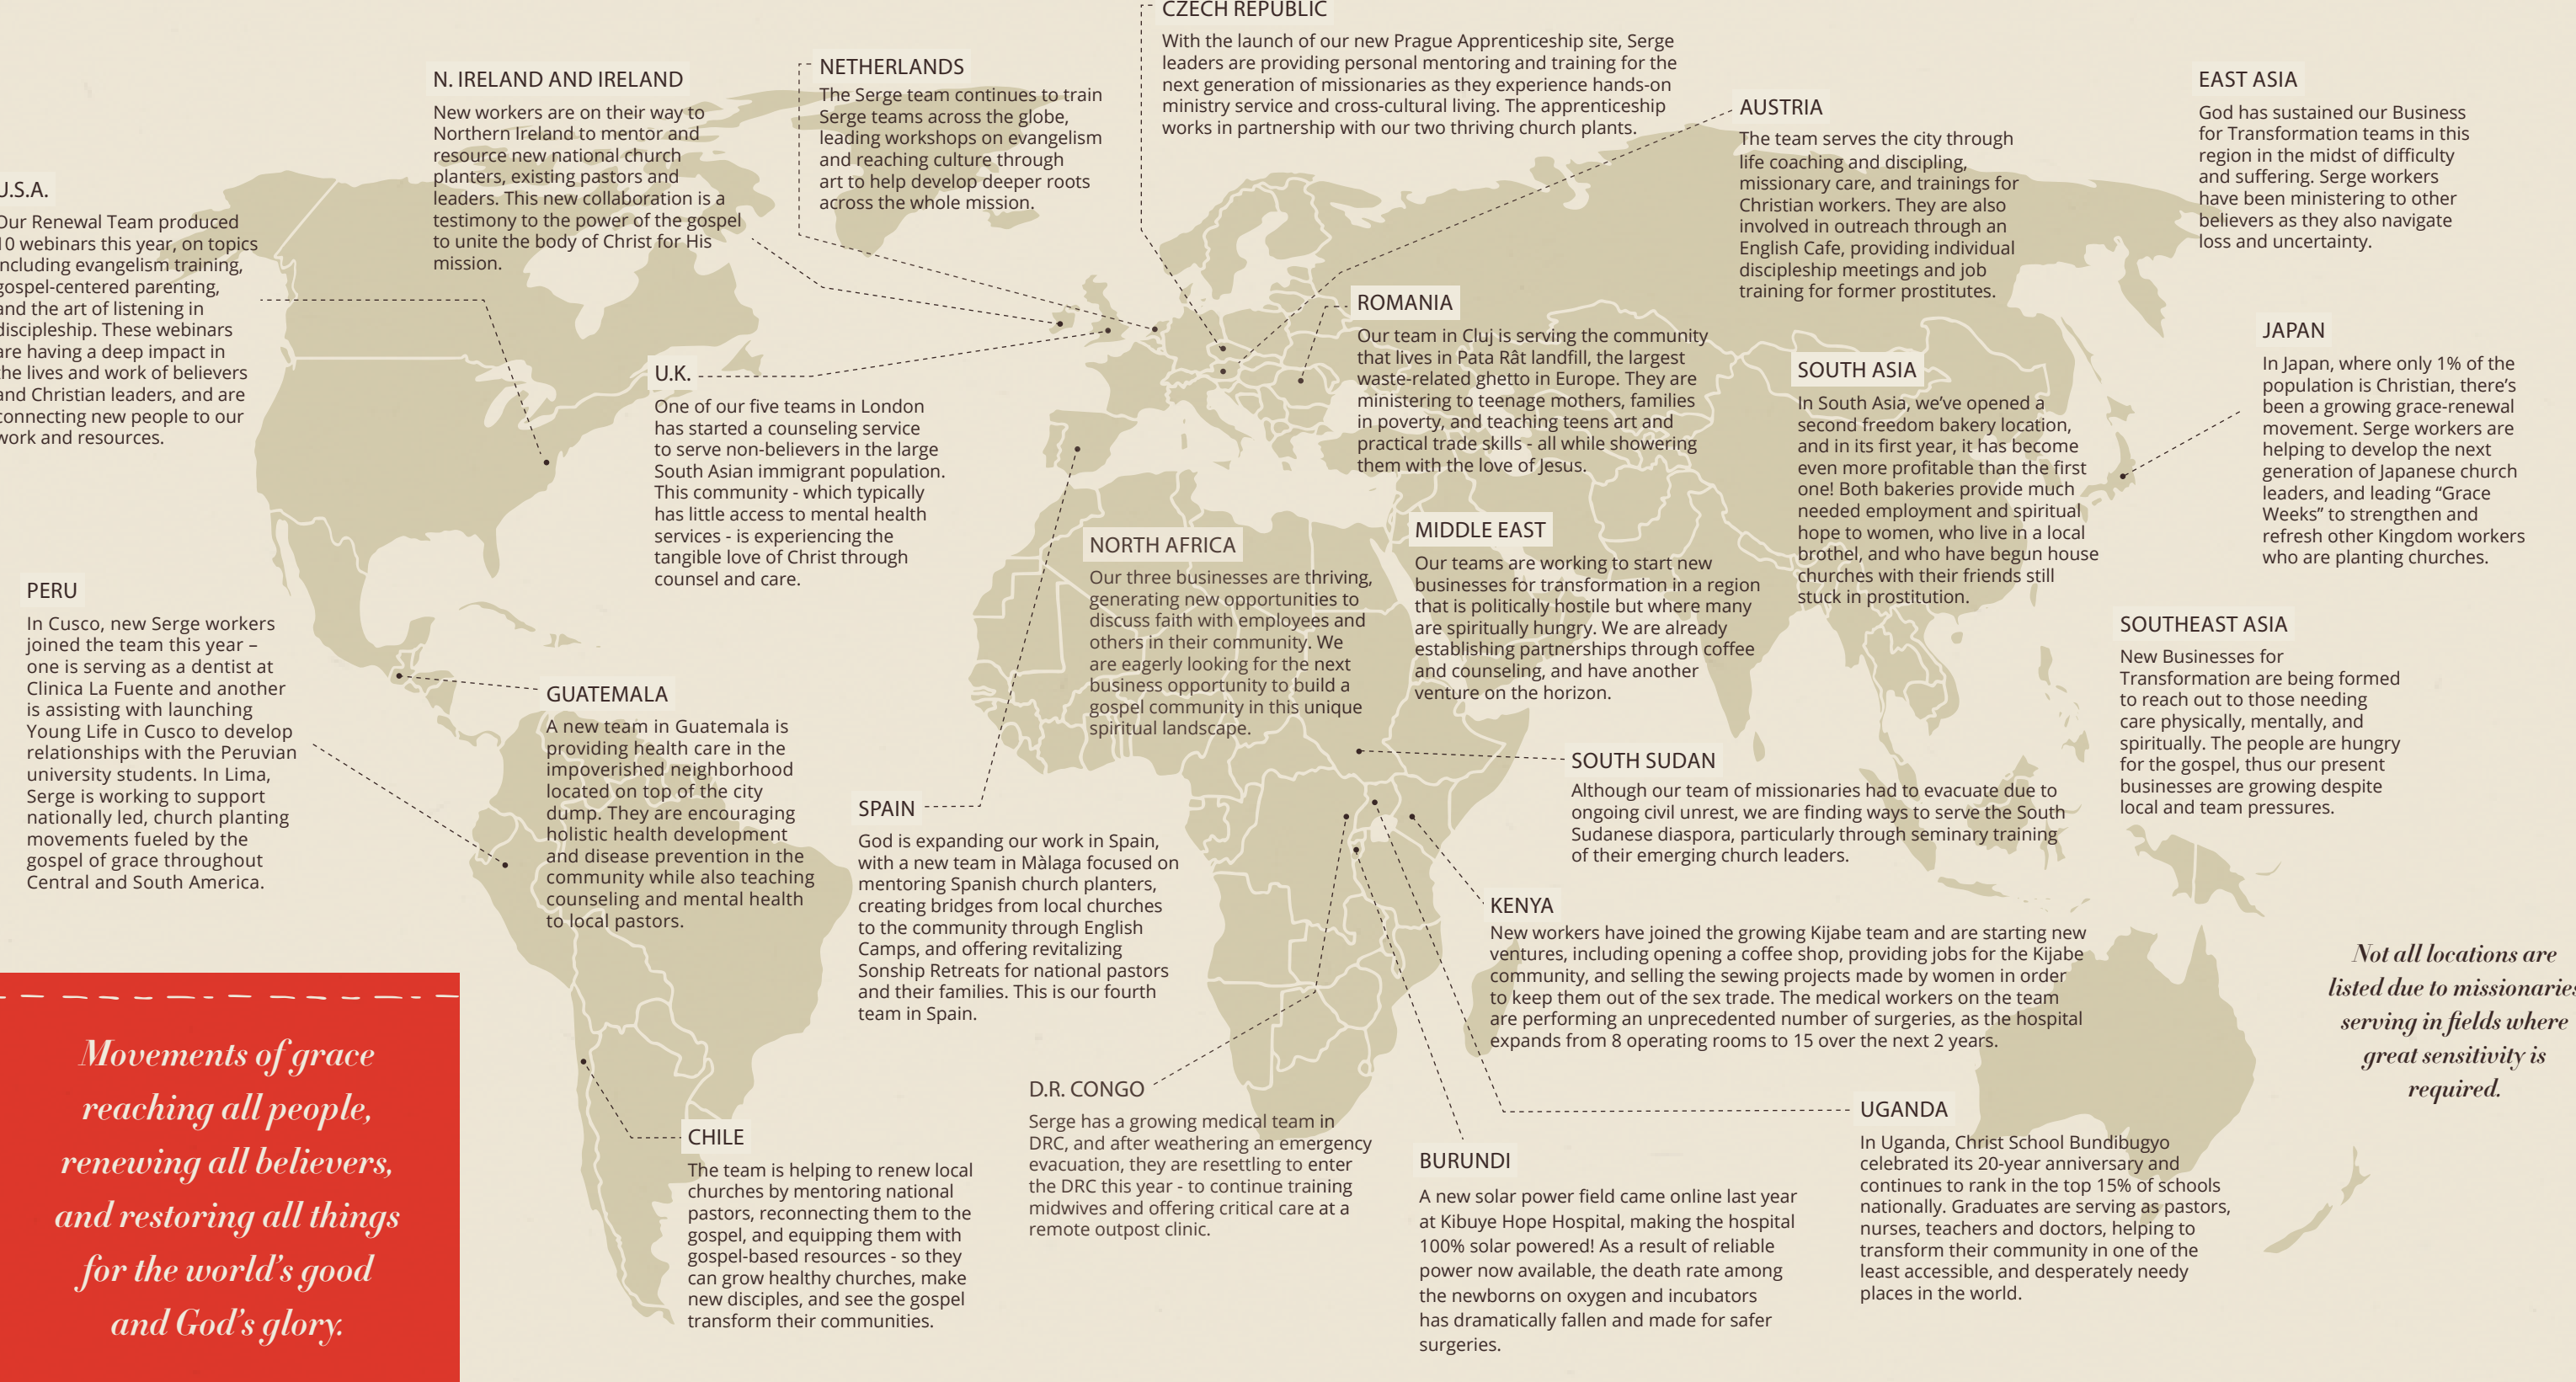 CZECH REPUBLIC
With the launch of our new Prague Apprenticeship site, Serge
leaders are providing personal mentoring and training for the
next generation of missionaries as they experience hands-on
ministry service and cross-cultural living. The apprenticeship
works in partnership with our two thriving church plants.
N. IRELAND AND IRELAND
New workers are on their way to
Northern Ireland to mentor and
resource new national church
planters, existing pastors and
leaders. This new collaboration is a
testimony to the power of the gospel
to unite the body of Christ for His
mission.
NETHERLANDS
The Serge team continues to train
Serge teams across the globe,
leading workshops on evangelism
and reaching culture through
art to help develop deeper roots
across the whole mission.
AUSTRIA
The team serves the city through
life coaching and discipling,
missionary care, and trainings for
Christian workers. They are also
involved in outreach through an
English Cafe, providing individual
discipleship meetings and job
training for former prostitutes.
EAST ASIA
God has sustained our Business
for Transformation teams in this
region in the midst of difficulty
and suffering. Serge workers
have been ministering to other
believers as they also navigate
loss and uncertainty.
U.S.A.
Our Renewal Team produced
10 webinars this year, on topics
including evangelism training,
gospel-centered parenting,
and the art of listening in
discipleship. These webinars
are having a deep impact in
the lives and work of believers
and Christian leaders, and are
connecting new people to our
work and resources.
U.K.
One of our five teams in London
has started a counseling service
to serve non-believers in the large
South Asian immigrant population.
This community - which typically
has little access to mental health
services - is experiencing the
tangible love of Christ through
counsel and care.
ROMANIA
Our team in Cluj is serving the community
that lives in Pata Rât landfill, the largest
waste-related ghetto in Europe. They are
ministering to teenage mothers, families
in poverty, and teaching teens art and
practical trade skills - all while showering
them with the love of Jesus.
SOUTH ASIA
In South Asia, we've opened a
second freedom bakery location,
and in its first year, it has become
even more profitable than the first
one! Both bakeries provide much
needed employment and spiritual
hope to women, who live in a local
brothel, and who have begun house
churches with their friends still
stuck in prostitution.
JAPAN
In Japan, where only 1% of the
population is Christian, there's
been a growing grace-renewal
movement. Serge workers are
helping to develop the next
generation of Japanese church
leaders, and leading “Grace
Weeks” to strengthen and
refresh other Kingdom workers
who are planting churches.
NORTH AFRICA
Our three businesses are thriving,
generating new opportunities to
discuss faith with employees and
others in their community. We
are eagerly looking for the next
business opportunity to build a
gospel community in this unique
spiritual landscape.
MIDDLE EAST
Our teams are working to start new
businesses for transformation in a region
that is politically hostile but where many
are spiritually hungry. We are already
establishing partnerships through coffee
and counseling, and have another
venture on the horizon.
PERU
In Cusco, new Serge workers
joined the team this year –
one is serving as a dentist at
Clinica La Fuente and another
is assisting with launching
Young Life in Cusco to develop
relationships with the Peruvian
university students. In Lima,
Serge is working to support
nationally led, church planting
movements fueled by the
gospel of grace throughout
Central and South America.
GUATEMALA
A new team in Guatemala is
providing health care in the
impoverished neighborhood
located on top of the city
dump. They are encouraging
holistic health development
and disease prevention in the
community while also teaching
counseling and mental health
to local pastors.
SOUTHEAST ASIA
New Businesses for
Transformation are being formed
to reach out to those needing
care physically, mentally, and
spiritually. The people are hungry
for the gospel, thus our present
businesses are growing despite
local and team pressures.
SOUTH SUDAN
Although our team of missionaries had to evacuate due to
ongoing civil unrest, we are finding ways to serve the South
Sudanese diaspora, particularly through seminary training
of their emerging church leaders.
SPAIN
God is expanding our work in Spain,
with a new team in Màlaga focused on
mentoring Spanish church planters,
creating bridges from local churches
to the community through English
Camps, and offering revitalizing
Sonship Retreats for national pastors
and their families. This is our fourth
team in Spain.
KENYA
New workers have joined the growing Kijabe team and are starting new
ventures, including opening a coffee shop, providing jobs for the Kijabe
community, and selling the sewing projects made by women in order
to keep them out of the sex trade. The medical workers on the team
are performing an unprecedented number of surgeries, as the hospital
expands from 8 operating rooms to 15 over the next 2 years.
Not all locations are
listed due to missionaries
serving in fields where
great sensitivity is
required.
Movements of grace
reaching all people,
renewing all believers,
and restoring all things
for the world's good
and God's glory.
CHILE
The team is helping to renew local
churches by mentoring national
pastors, reconnecting them to the
gospel, and equipping them with
gospel-based resources - so they
can grow healthy churches, make
new disciples, and see the gospel
transform their communities.
D.R. CONGO
Serge has a growing medical team in
DRC, and after weathering an emergency
evacuation, they are resettling to enter
the DRC this year - to continue training
midwives and offering critical care at a
remote outpost clinic.
BURUNDI
A new solar power field came online last year
at Kibuye Hope Hospital, making the hospital
100% solar powered! As a result of reliable
power now available, the death rate among
the newborns on oxygen and incubators
has dramatically fallen and made for safer
surgeries.
UGANDA
In Uganda, Christ School Bundibugyo
celebrated its 20-year anniversary and
continues to rank in the top 15% of schools
nationally. Graduates are serving as pastors,
nurses, teachers and doctors, helping to
transform their community in one of the
least accessible, and desperately needy
places in the world.